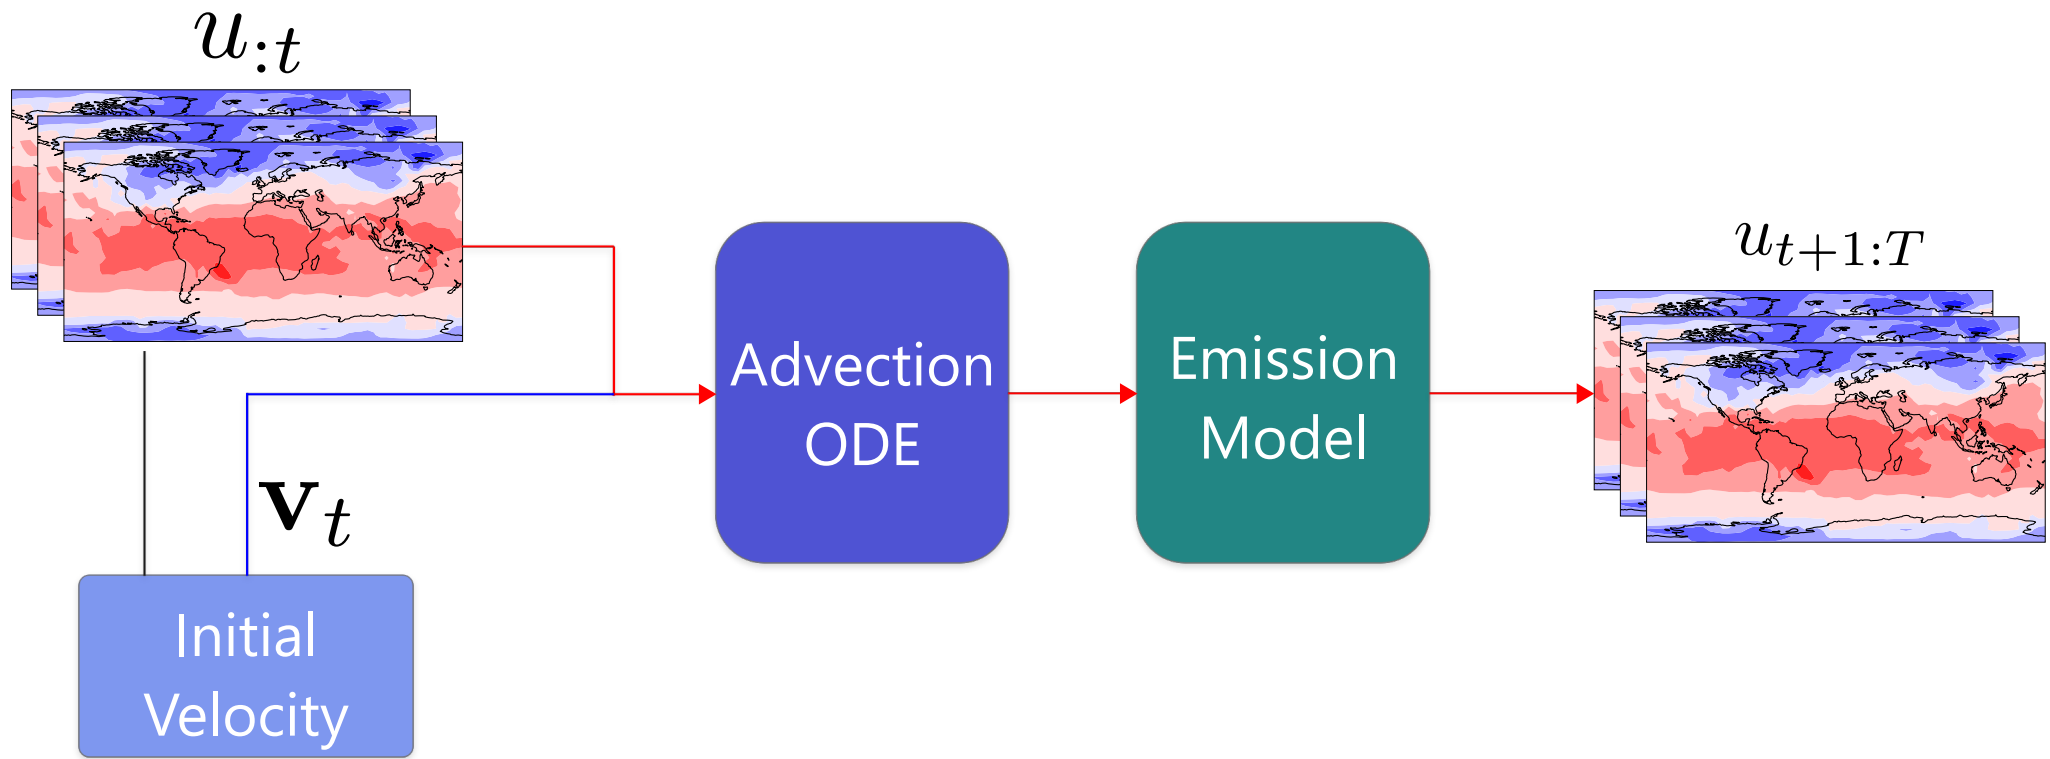 u:t
Advection
ODE
Emission
Model
ut+1:T
vt
Initial
Velocity